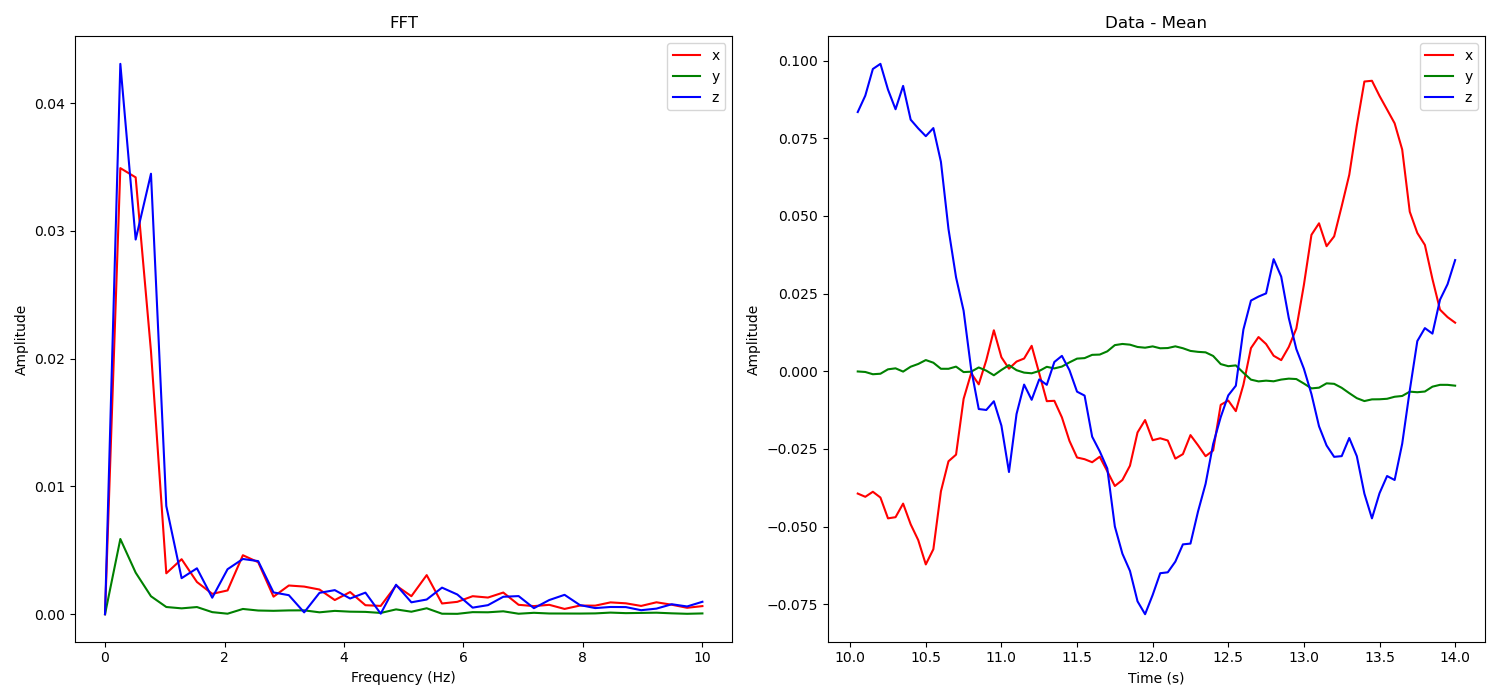 FFT
x
y
z
0.04
0.03
0.02
0.01
0.00
Amplitude
0
2
4
6
8
10
Frequency (Hz)
Data - Mean
x
y
z
0.100
0.075
0.050
0.025
0.000
−0.025
−0.050
−0.075
Amplitude
10.0
10.5
11.0
11.5
12.0
12.5
13.0
13.5
14.0
Time (s)